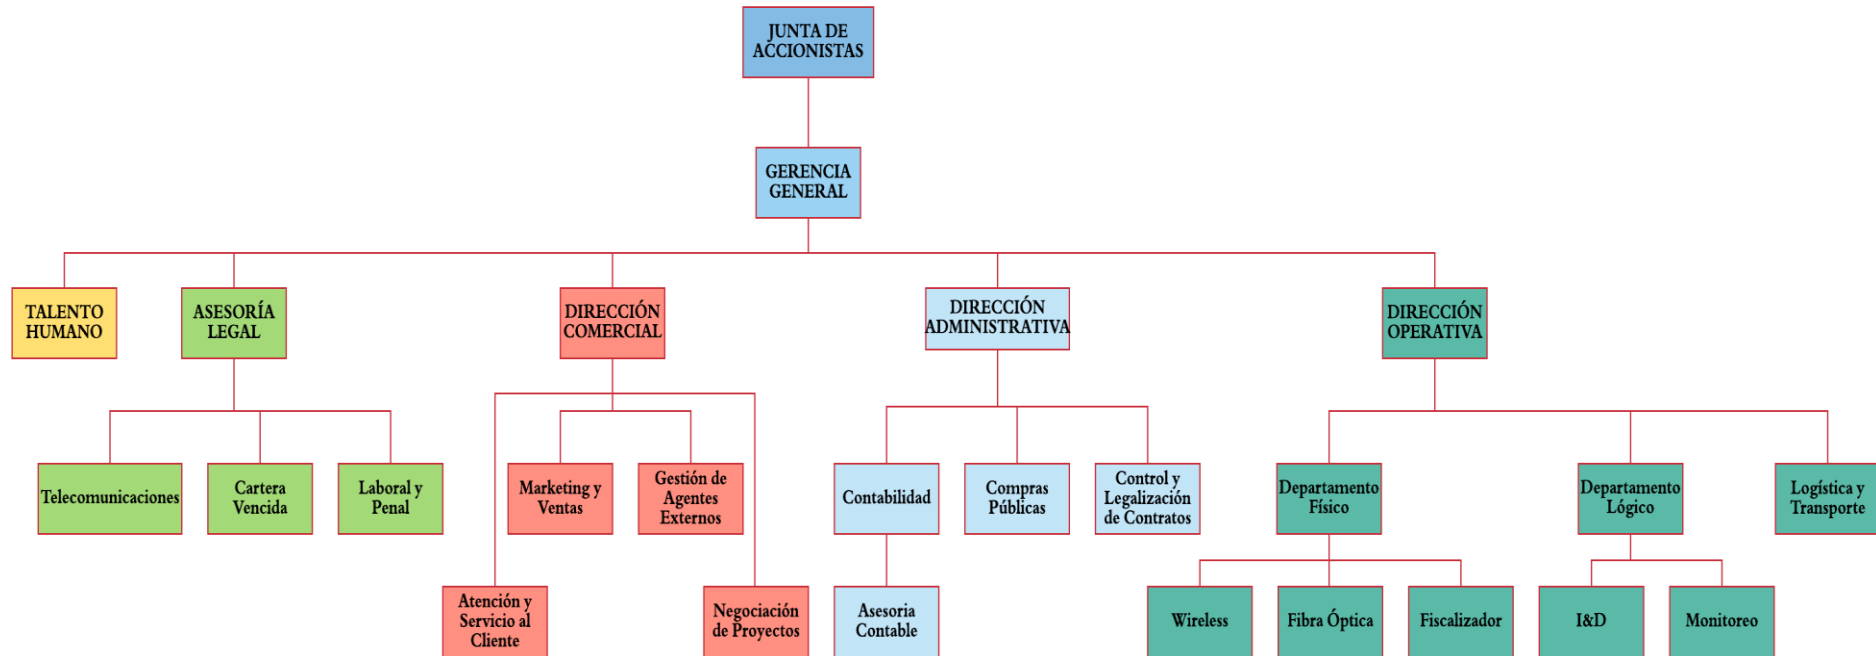 JUNTA DE
ACCIONISTAS
GERENCIA
GENERAL
TALENTO
HUMANO
ASESORÍA
LEGAL
DIRECCIÓN
COMERCIAL
DIRECCIÓN
ADMINISTRATIVA
DIRECCIÓN
OPERATIVA
Telecomunicaciones
Cartera
Vencida
Laboral y
Penal
Marketing y
Ventas
Gestión de
Agentes
Externos
Contabilidad
Compras
Públicas
Control y
Legalización
de Contratos
Departamento
Físico
Departamento
Lógico
Logística y
Transporte
Atención y
Servicio al
Cliente
Negociación
de Proyectos
Asesoria
Contable
Wireless
Fibra Óptica
Fiscalizador
I&D
Monitoreo